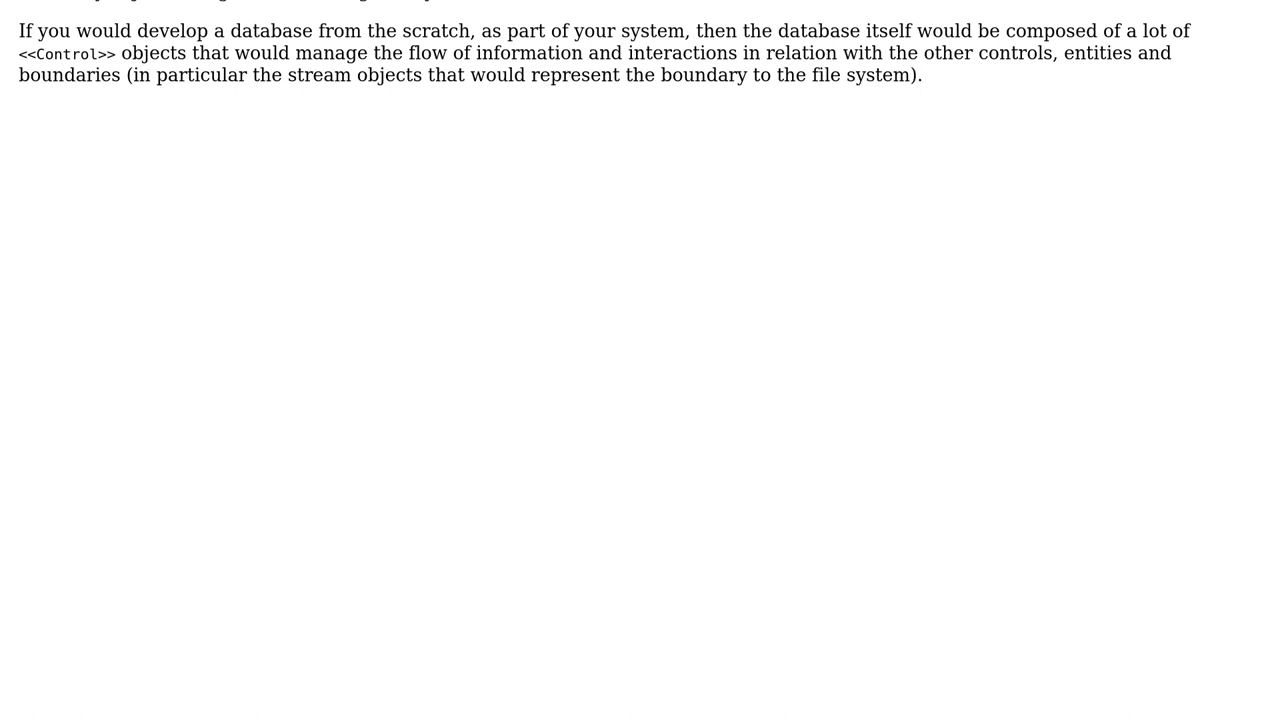 If you would develop a database from the scratch, as part of your system, then the database itself would be composed of a lot of
<<Control>> objects that would manage the flow of information and interactions in relation with the other controls, entities and
boundaries (in particular the stream objects that would represent the boundary to the file system).